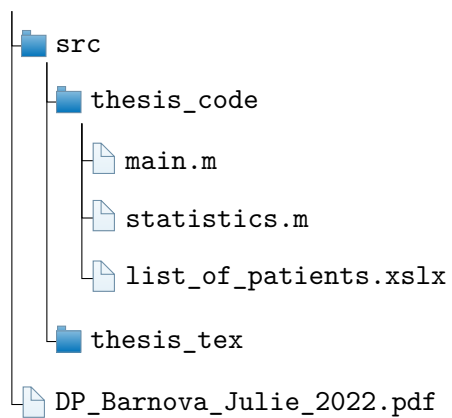 src
thesis_code
main.m
statistics.m
list_of_patients.xslx
thesis_tex
DP_Barnova_Julie_2022.pdf